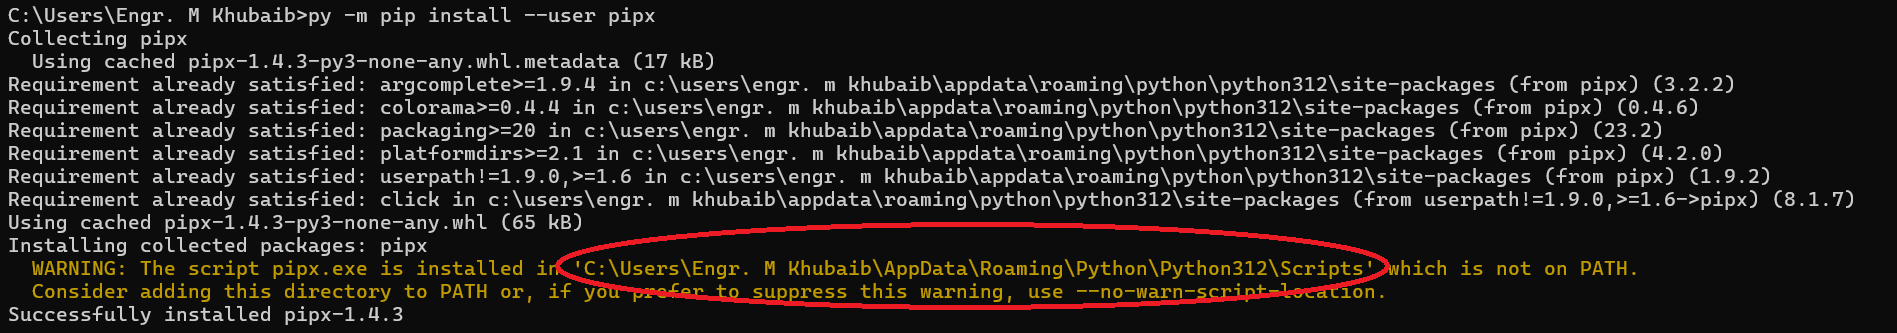 C:\Users\Engr. M Khubaib>py -m pip install --user pipx
Collecting pipx
  Using cached pipx-1.4.3-py3-none-any.whl.metadata (17 kB)
Requirement already satisfied: argcomplete>=1.9.4 in c:\users\engr. m khubaib\appdata\roaming\python\python312\site-packages (from pipx) (3.2.2)
Requirement already satisfied: colorama>=0.4.4 in c:\users\engr. m khubaib\appdata\roaming\python\python312\site-packages (from pipx) (0.4.6)
Requirement already satisfied: packaging>=20 in c:\users\engr. m khubaib\appdata\roaming\python\python312\site-packages (from pipx) (23.2)
Requirement already satisfied: platformdirs>=2.1 in c:\users\engr. m khubaib\appdata\roaming\python\python312\site-packages (from pipx) (4.2.0)
Requirement already satisfied: userpath!=1.9.0,>=1.6 in c:\users\engr. m khubaib\appdata\roaming\python\python312\site-packages (from pipx) (1.9.2)
Requirement already satisfied: click in c:\users\engr. m khubaib\appdata\roaming\python\python312\site-packages (from userpath!=1.9.0,>=1.6->pipx) (8.1.7)
Using cached pipx-1.4.3-py3-none-any.whl (65 kB)
Installing collected packages: pipx
  WARNING: The script pipx.exe is installed in 'C:\Users\Engr. M Khubaib\AppData\Roaming\Python\Python312\Scripts' which is not on PATH.
  Consider adding this directory to PATH or, if you prefer to suppress this warning, use --no-warn-script-location.
Successfully installed pipx-1.4.3